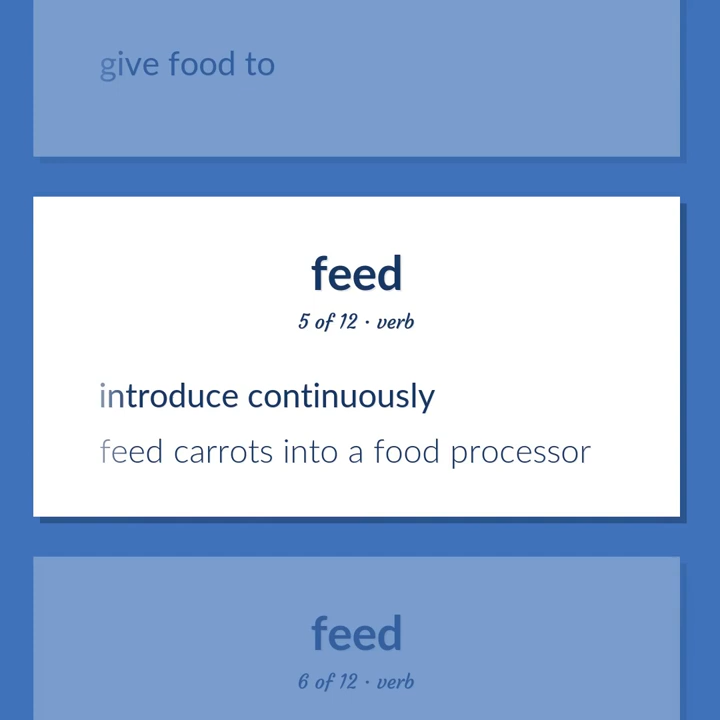 give food to
feed
5 of 12 · verb
introduce continuously
feed carrots into a food processor
feed
6 of 12 · verb